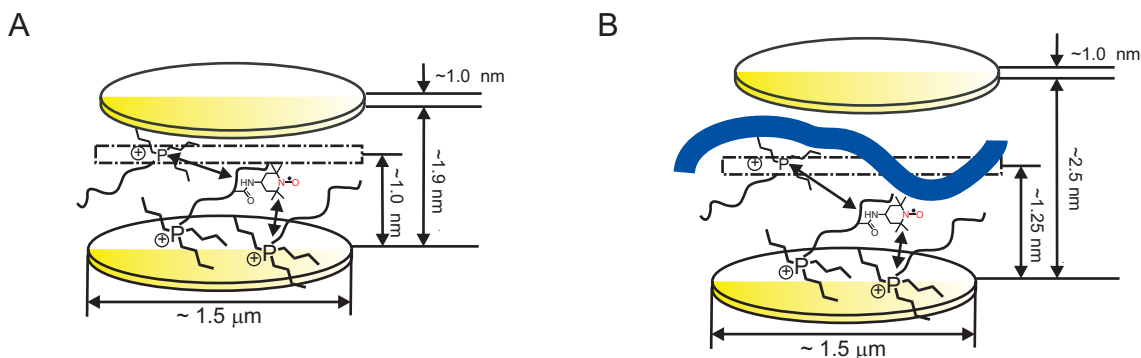 A
~1.0 nm
⊕ P
~1.9 nm
~1.0 nm
HN
N-O
O
P
⊕
⊕ P
~ 1.5 μm
B
~1.0 nm
⊕ P
~2.5 nm
~1.25 nm
HN
N-O
O
P
⊕
⊕ P
~ 1.5 μm